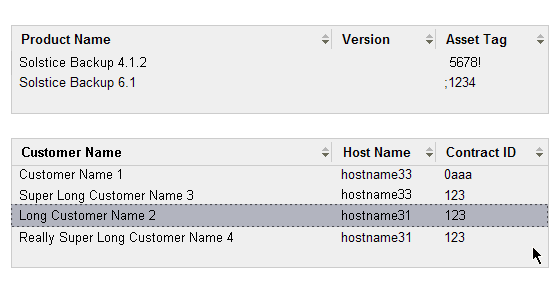 Product Name Version Asset Tag
Solstice Backup 4.1.2 5678!
Solstice Backup 6.1 ;1234
Customer Name Host Name Contract ID
Customer Name 1 hostname33 0aaa
Super Long Customer Name 3 hostname33 123
Long Customer Name 2 hostname31 123
Really Super Long Customer Name 4 hostname31 123